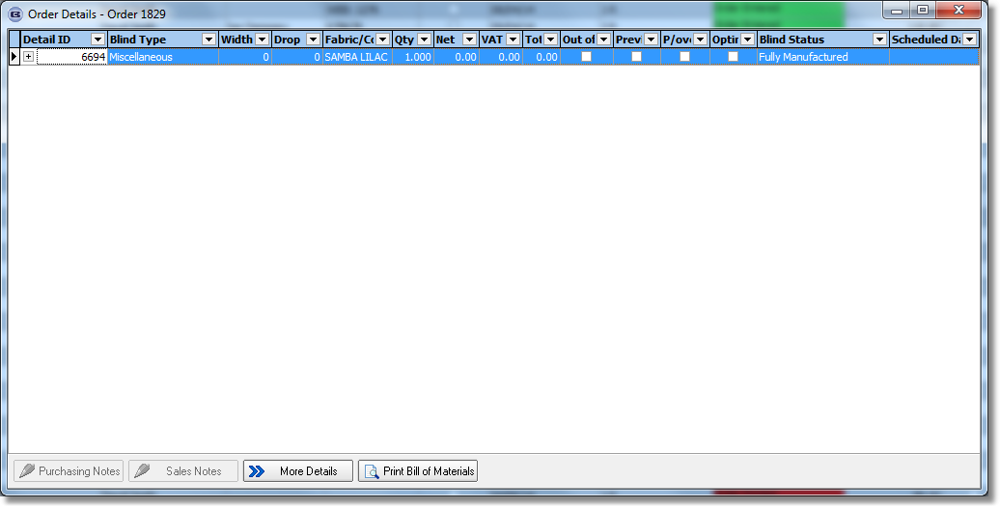 Order Details - Order 1829
Detail ID Blind Type Width Drop Fabric/Co Qty Net VAT Tot Out of Prev P/ov Optin Blind Status Scheduled Da
6694 Miscellaneous 0 0 SAMBA LILAC 1.000 0.00 0.00 0.00 Fully Manufactured
Purchasing Notes Sales Notes More Details Print Bill of Materials